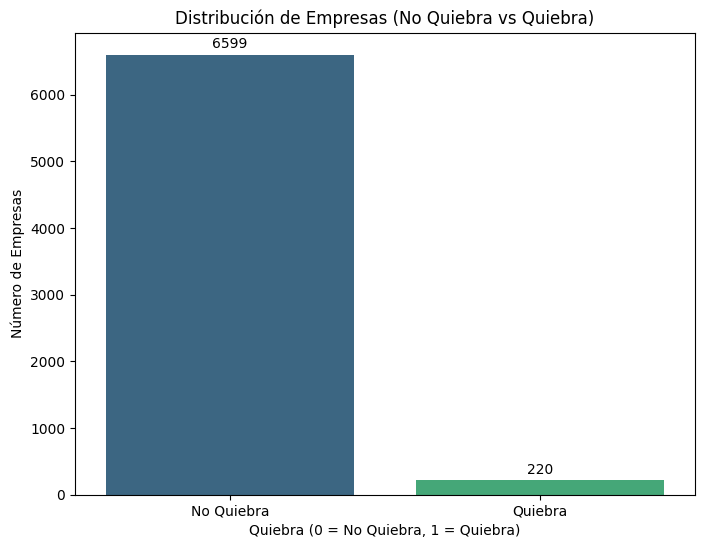 Distribución de Empresas (No Quiebra vs Quiebra)
6599
6000
5000
4000
3000
2000
1000
0
Número de Empresas
220
No Quiebra
Quiebra
Quiebra (0 = No Quiebra, 1 = Quiebra)